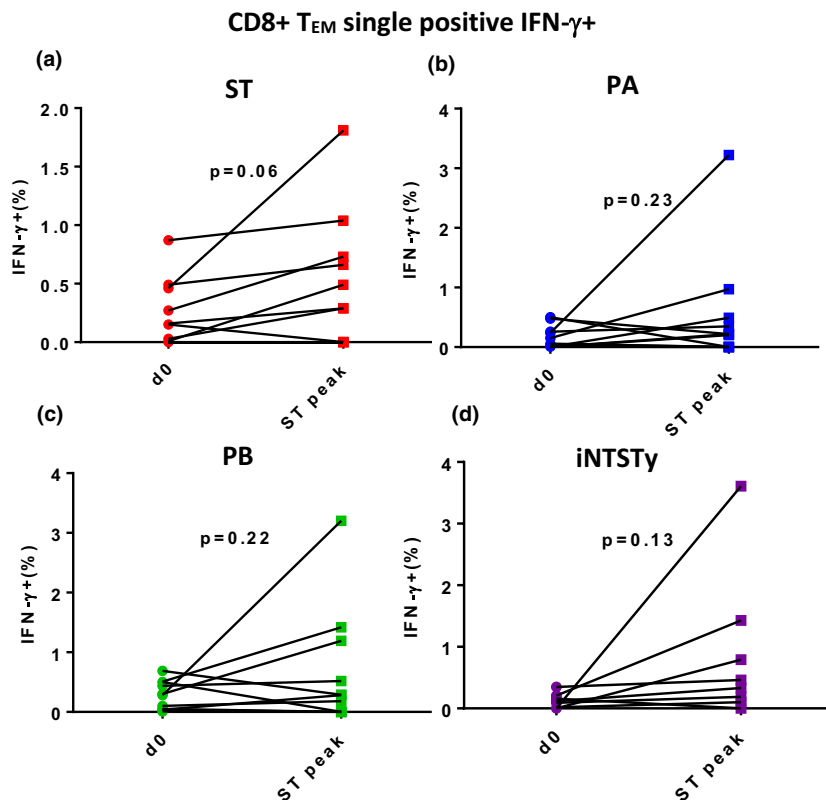 CD8+ TEM single positive IFN-γ+
(a)
ST
2.0
1.5
1.0
0.5
0.0
IFN-γ+(%)
p=0.06
d0
ST peak
(b)
PA
4
3
2
1
0
IFN-γ+(%)
p=0.23
d0
ST peak
(c)
PB
4
3
2
1
0
IFN-γ+(%)
p=0.22
d0
ST peak
(d)
iNTSTy
4
3
2
1
0
IFN-γ+(%)
p=0.13
d0
ST peak